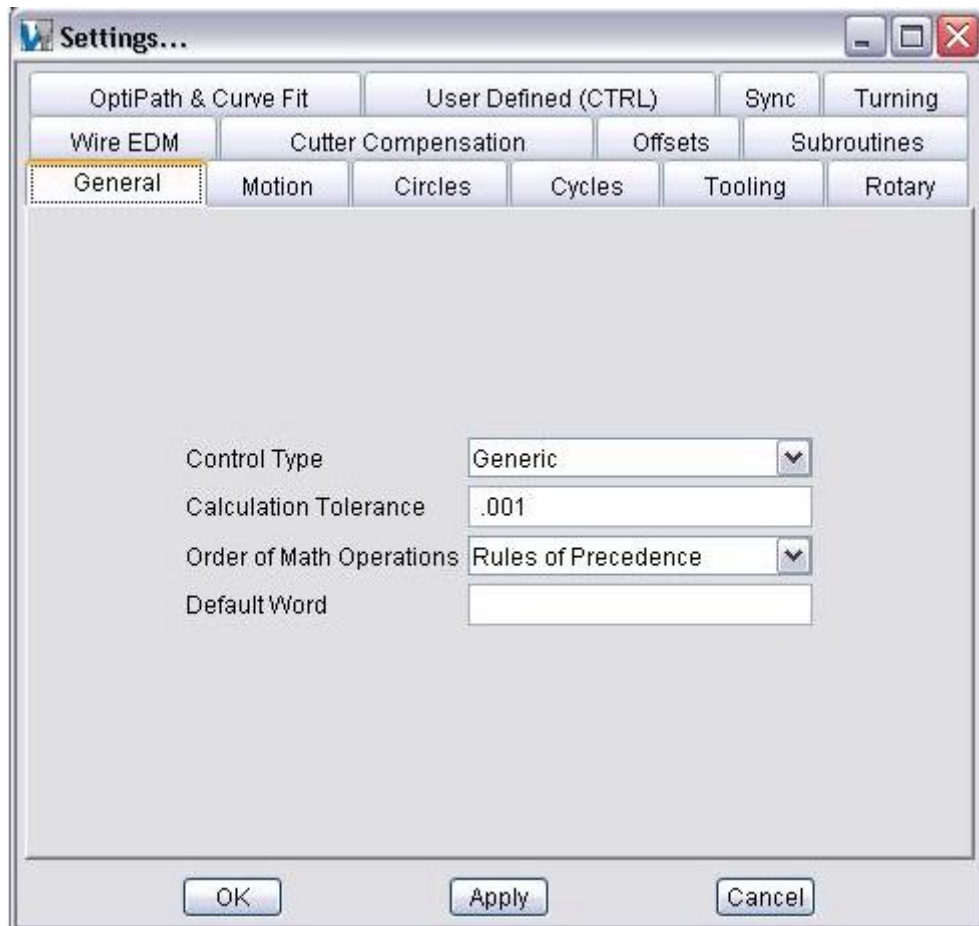 Settings...
OptiPath & Curve Fit User Defined (CTRL) Sync Turning
Wire EDM Cutter Compensation Offsets Subroutines
General Motion Circles Cycles Tooling Rotary
Control Type Generic
Calculation Tolerance .001
Order of Math Operations Rules of Precedence
Default Word
OK Apply Cancel